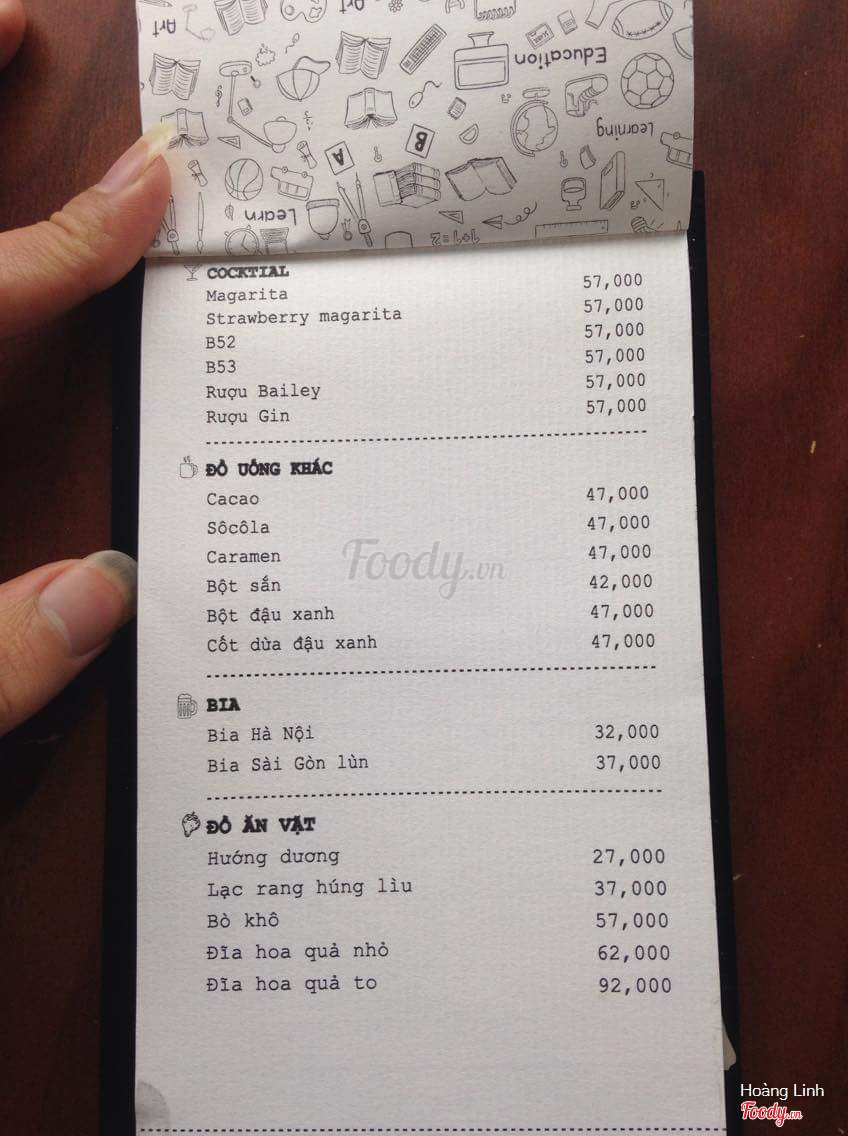 Art
Art
Education
Learning
A
B
Learn
1+1=2
COCKTIAL
Magarita 57,000
Strawberry magarita 57,000
B52 57,000
B53 57,000
Rượu Bailey 57,000
Rượu Gin 57,000
ĐỒ UỐNG KHÁC
Cacao 47,000
Sôcôla 47,000
Caramen 47,000
Bột sắn 42,000
Bột đậu xanh 47,000
Cốt dừa đậu xanh 47,000
Foody.vn
BIA
Bia Hà Nội 32,000
Bia Sài Gòn lùn 37,000
ĐỒ ĂN VẶT
Hướng dương 27,000
Lạc rang húng lìu 37,000
Bò khô 57,000
Đĩa hoa quả nhỏ 62,000
Đĩa hoa quả to 92,000
Hoàng Linh
Foody.vn